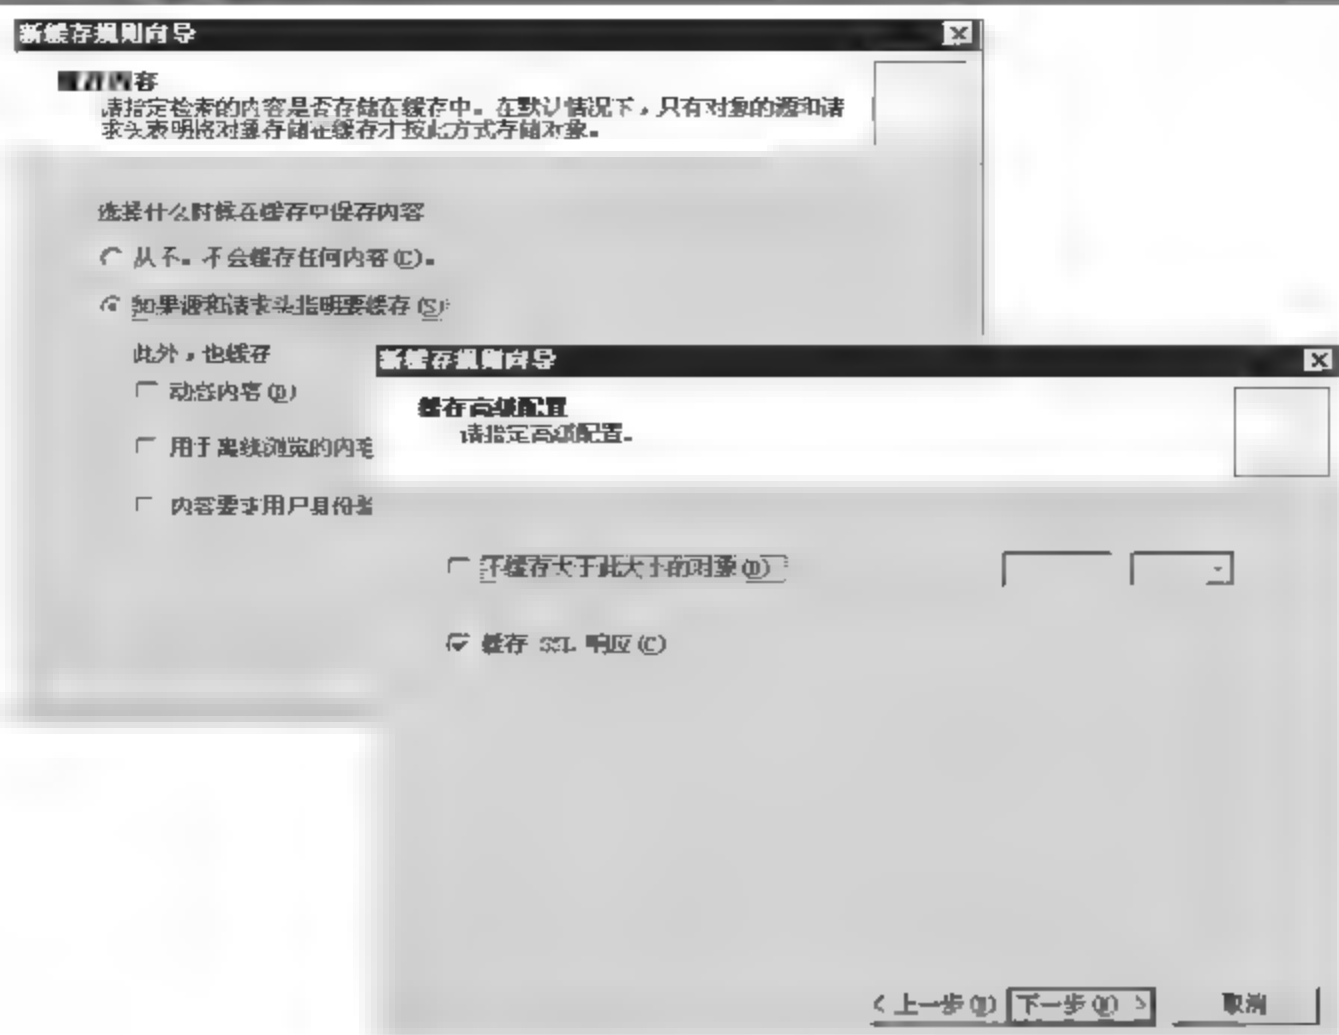 新缓存规则向导
缓存内容
请指定检索的内容是否存储在缓存中。在默认情况下，只有对象的源和请
求头表明将对象存储在缓存才按此方式存储对象。
选择什么时候在缓存中保存内容
从不。不会缓存任何内容(C)。
如果源和请求头指明要缓存(S):
此外，也缓存
动态内容(D)
用于离线浏览的内
内容要求用户身份
新缓存规则向导
缓存高级配置
请指定高级配置。
不缓存大于此大小的对象(D)
缓存 SSL 响应(C)
< 上一步(B) 下一步(N) > 取消